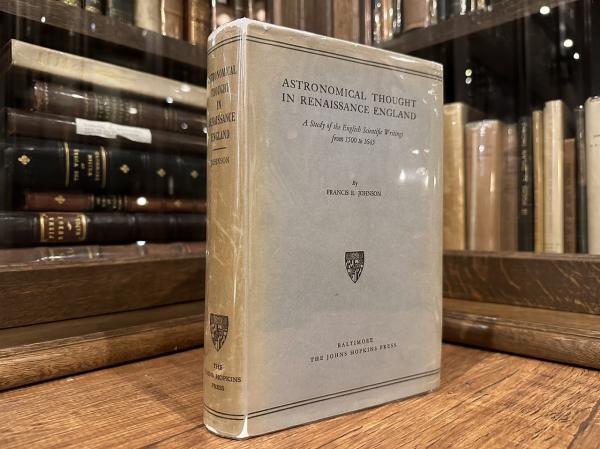 ASTRONOMICAL THOUGHT
IN RENAISSANCE ENGLAND
A Study of the English Scientific Writings
from 1500 to 1645
By
FRANCIS R. JOHNSON
BALTIMORE
THE JOHNS HOPKINS PRESS
ASTRONOMICAL
THOUGHT
IN
RENAISSANCE
ENGLAND
JOHNSON
THE
JOHNS HOPKINS
PRESS